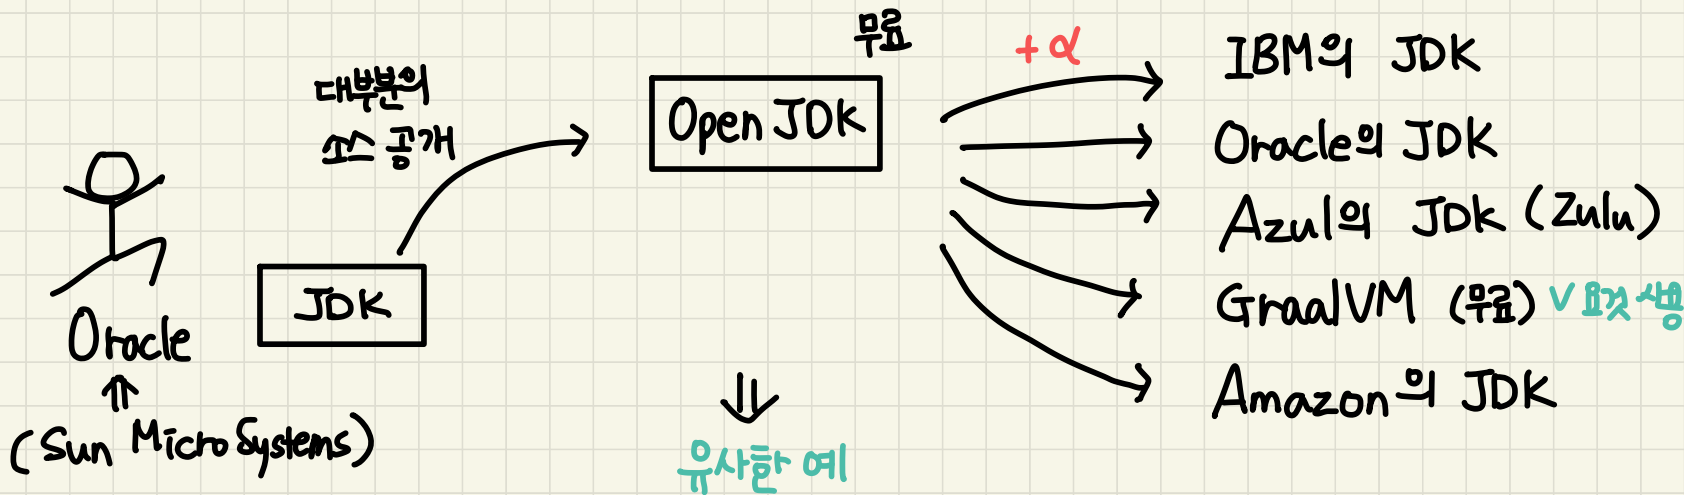 대부분의
소스 공개
Oracle
(Sun MicroSystems)
JDK
무료
Open JDK
+α
IBM의 JDK
Oracle의 JDK
Azul의 JDK (Zulu)
GraalVM (무료) V 요것 사용
Amazon의 JDK
⇓
유사한 예